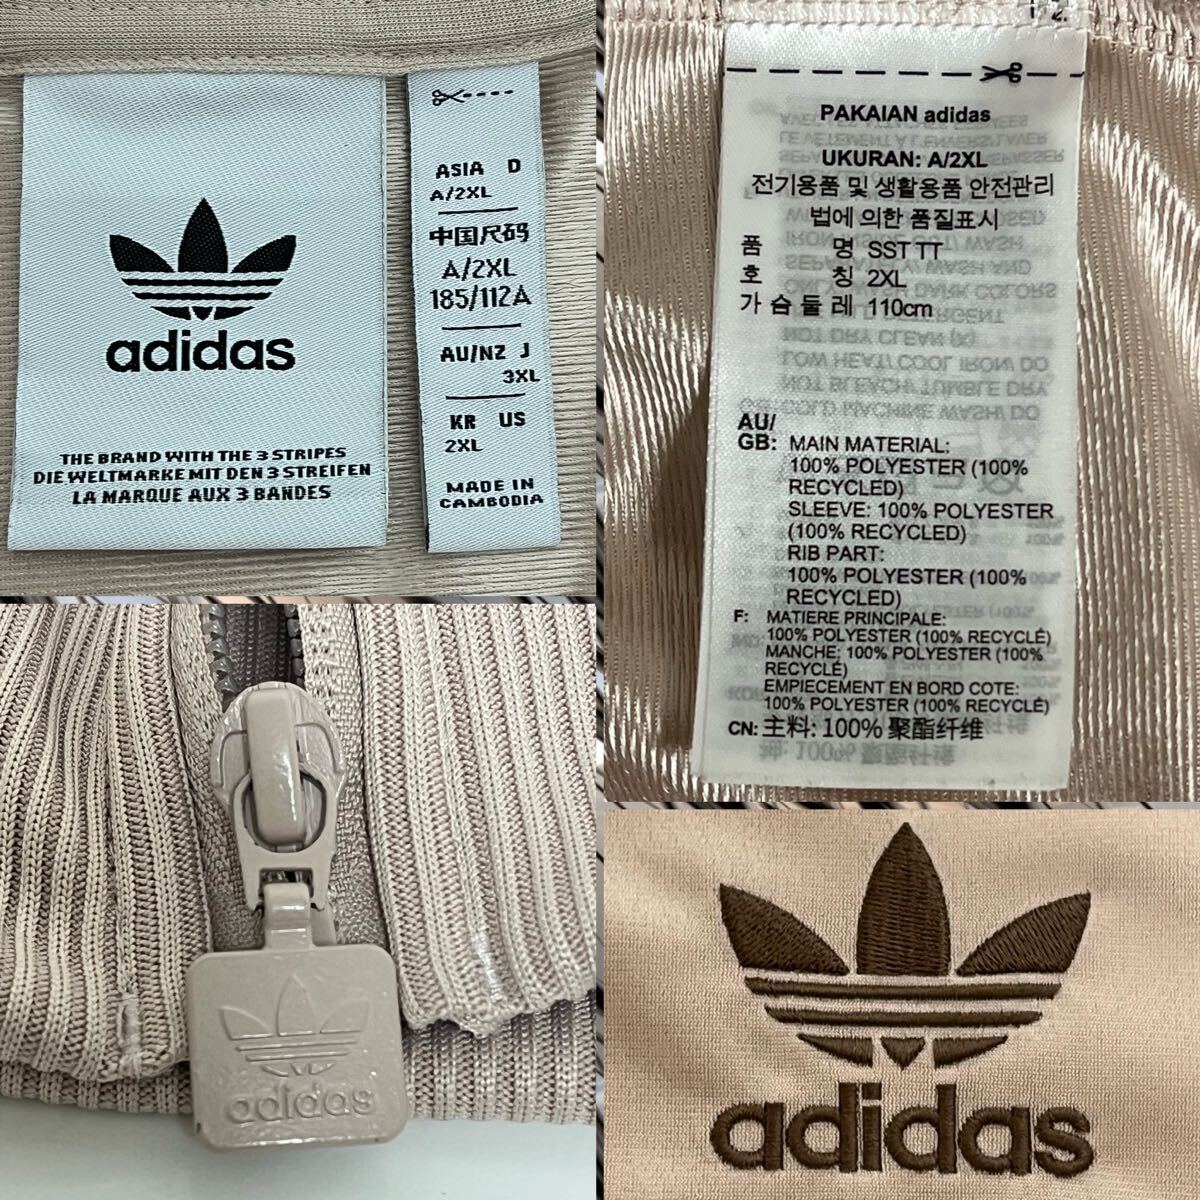 adidas
THE BRAND WITH THE 3 STRIPES
DIE WELTMARKE MIT DEN 3 STREIFEN
LA MARQUE AUX 3 BANDES
ASIA D
A/2XL
中国尺码
A/2XL
185/112A
AU/NZ J
3XL
KR US
2XL
MADE IN
CAMBODIA
PAKAIAN adidas
UKURAN: A/2XL
전기용품 및 생활용품 안전관리
법에 의한 품질표시
품 명 SST TT
호 칭 2XL
가슴둘레 110cm
AU/
GB: MAIN MATERIAL:
100% POLYESTER (100%
RECYCLED)
SLEEVE: 100% POLYESTER
(100% RECYCLED)
RIB PART:
100% POLYESTER (100%
RECYCLED)
F: MATIERE PRINCIPALE:
100% POLYESTER (100% RECYCLÉ)
MANCHE: 100% POLYESTER (100%
RECYCLÉ)
EMPIECEMENT EN BORD COTE:
100% POLYESTER (100% RECYCLÉ)
CN: 主料: 100% 聚酯纤维
adidas
adidas